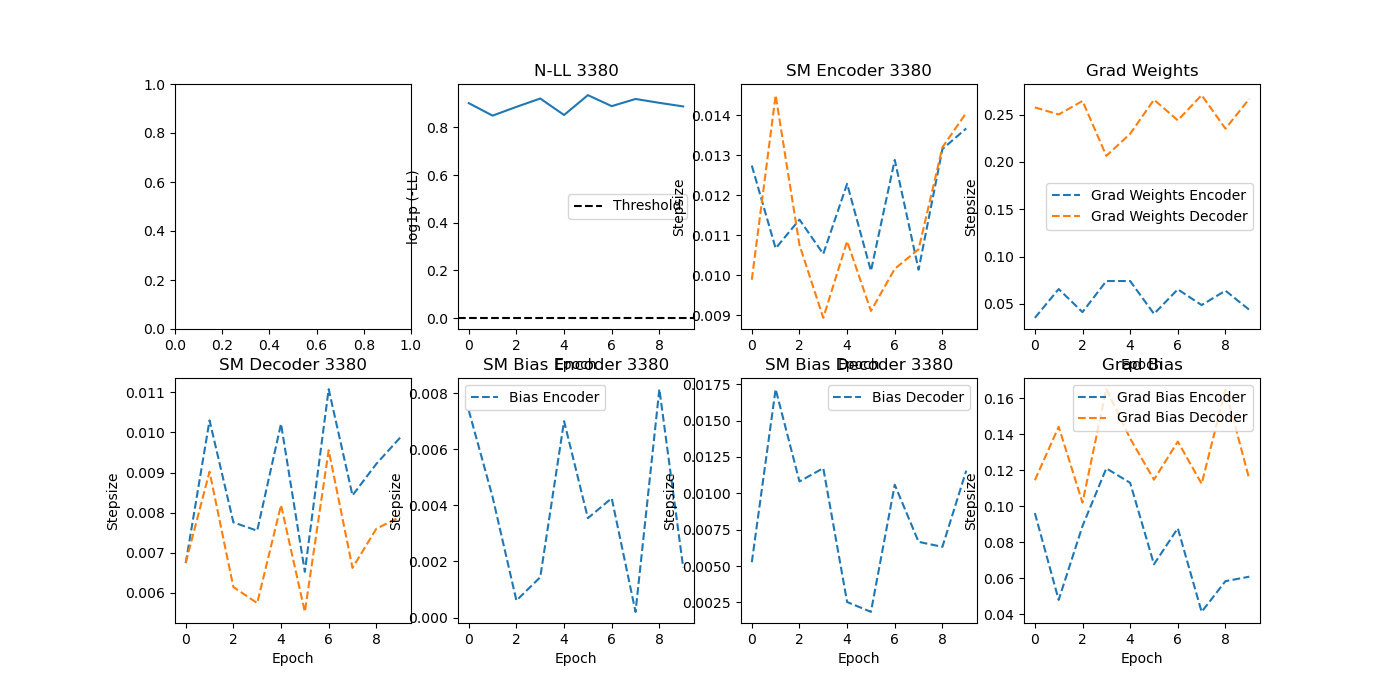 N-LL 3380
SM Encoder 3380
Grad Weights
1.0
0.8
0.6
0.4
0.2
0.0
0.0 0.2 0.4 0.6 0.8 1.0
log1p (-LL)
0.8
0.6
0.4
0.2
0.0
Threshold
0 2 4 6 8
Epoch
Stepsize
0.014
0.013
0.012
0.011
0.010
0.009
0 2 4 6 8
Epoch
Stepsize
0.25
0.20
0.15
0.10
0.05
Grad Weights Encoder
Grad Weights Decoder
0 2 4 6 8
Epoch
SM Decoder 3380
SM Bias Encoder 3380
SM Bias Decoder 3380
Grad Bias
Stepsize
0.011
0.010
0.009
0.008
0.007
0.006
0 2 4 6 8
Epoch
Stepsize
0.008
0.006
0.004
0.002
0.000
Bias Encoder
0 2 4 6 8
Epoch
Stepsize
0.0175
0.0150
0.0125
0.0100
0.0075
0.0050
0.0025
Bias Decoder
0 2 4 6 8
Epoch
Stepsize
0.16
0.14
0.12
0.10
0.08
0.06
0.04
Grad Bias Encoder
Grad Bias Decoder
0 2 4 6 8
Epoch